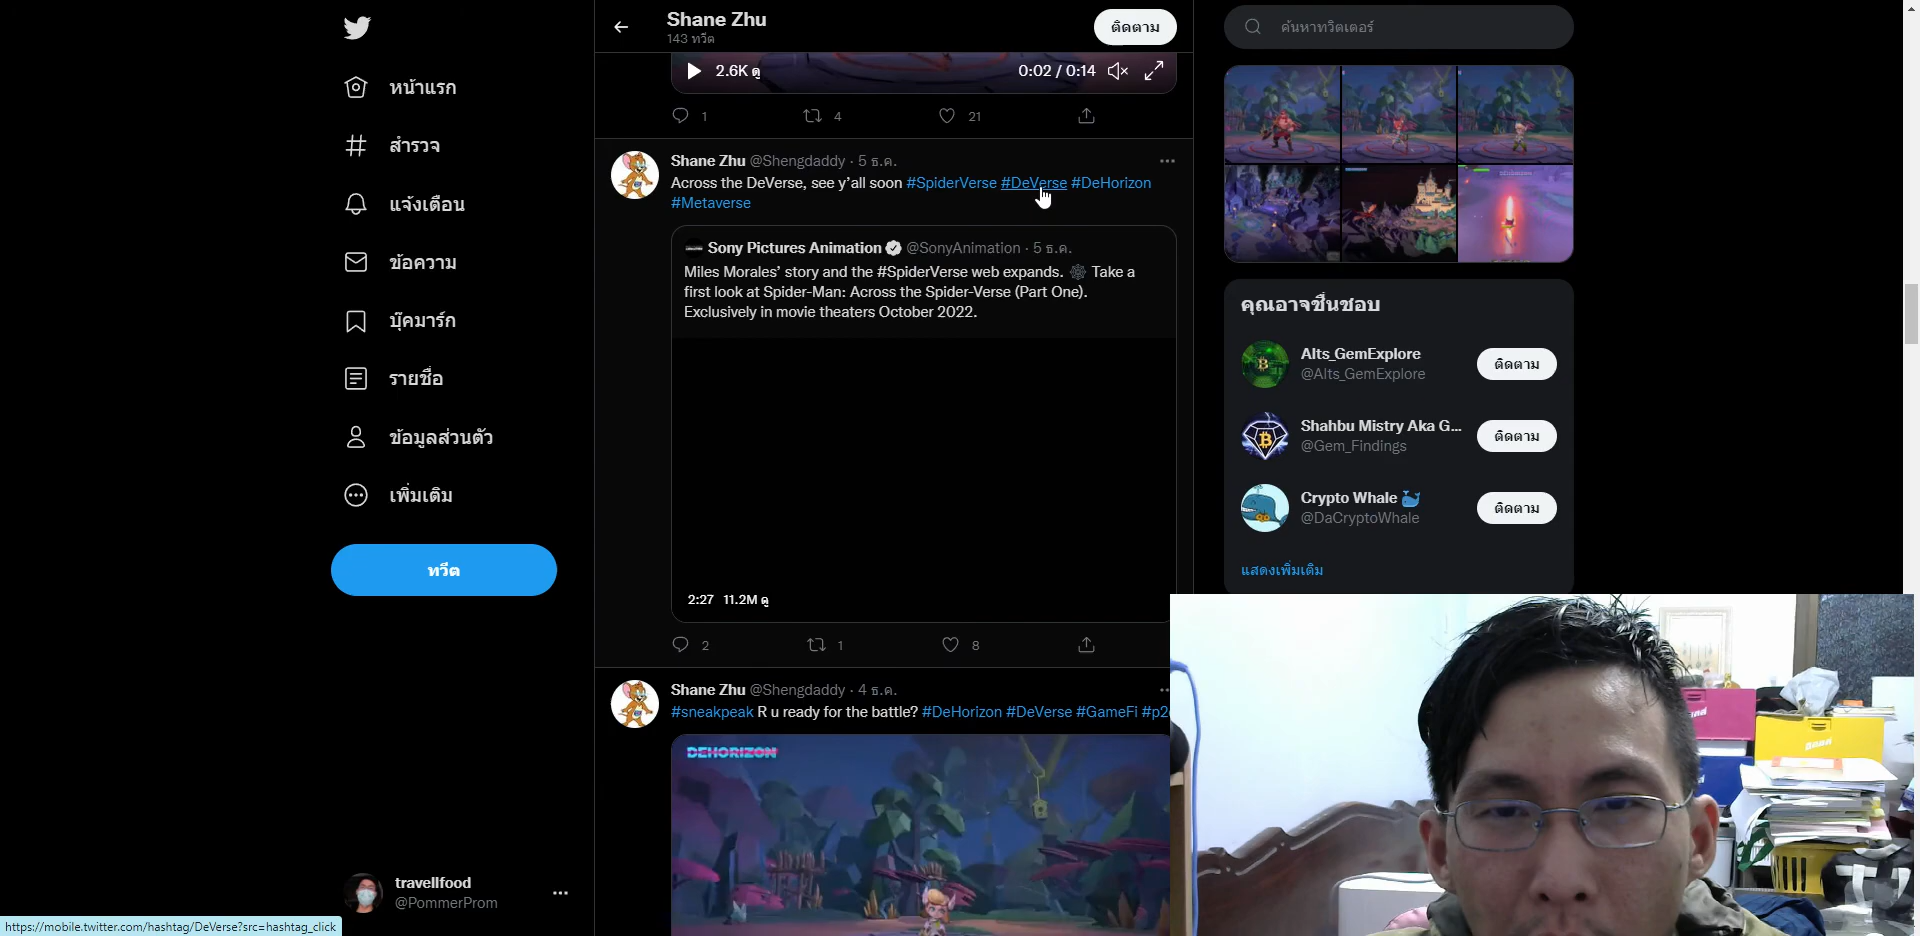 หน้าแรก
สำรวจ
แจ้งเตือน
ข้อความ
บุ๊คมาร์ก
รายชื่อ
ข้อมูลส่วนตัว
เพิ่มเติม
ทวีต
travellfood
@PommerProm
https://mobile.twitter.com/hashtag/DeVerse?src=hashtag_click
Shane Zhu
143 ทวีต
ติดตาม
2.6K ดู
0:02 / 0:14
1 4 21
Shane Zhu @Shengdaddy · 5 ธ.ค.
Across the DeVerse, see y’all soon #SpiderVerse #DeVerse #DeHorizon
#Metaverse
Sony Pictures Animation @SonyAnimation · 5 ธ.ค.
Miles Morales’ story and the #SpiderVerse web expands. 🕸 Take a
first look at Spider-Man: Across the Spider-Verse (Part One).
Exclusively in movie theaters October 2022.
2:27 11.2M ดู
2 1 8
Shane Zhu @Shengdaddy · 4 ธ.ค.
#sneakpeak R u ready for the battle? #DeHorizon #DeVerse #GameFi
DEHORIZON
ค้นหาทวิตเตอร์
คุณอาจชื่นชอบ
Alts_GemExplore
@Alts_GemExplore
ติดตาม
Shahbu Mistry Aka G...
@Gem_Findings
ติดตาม
Crypto Whale 🐳
@DaCryptoWhale
ติดตาม
แสดงเพิ่มเติม